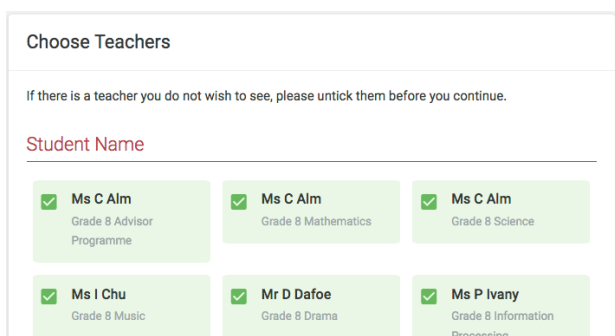 Choose Teachers
If there is a teacher you do not wish to see, please untick them before you continue.
Student Name
Ms C Alm
Grade 8 Advisor
Programme
Ms C Alm
Grade 8 Mathematics
Ms C Alm
Grade 8 Science
Ms I Chu
Grade 8 Music
Mr D Dafoe
Grade 8 Drama
Ms P Ivany
Grade 8 Information
Processing